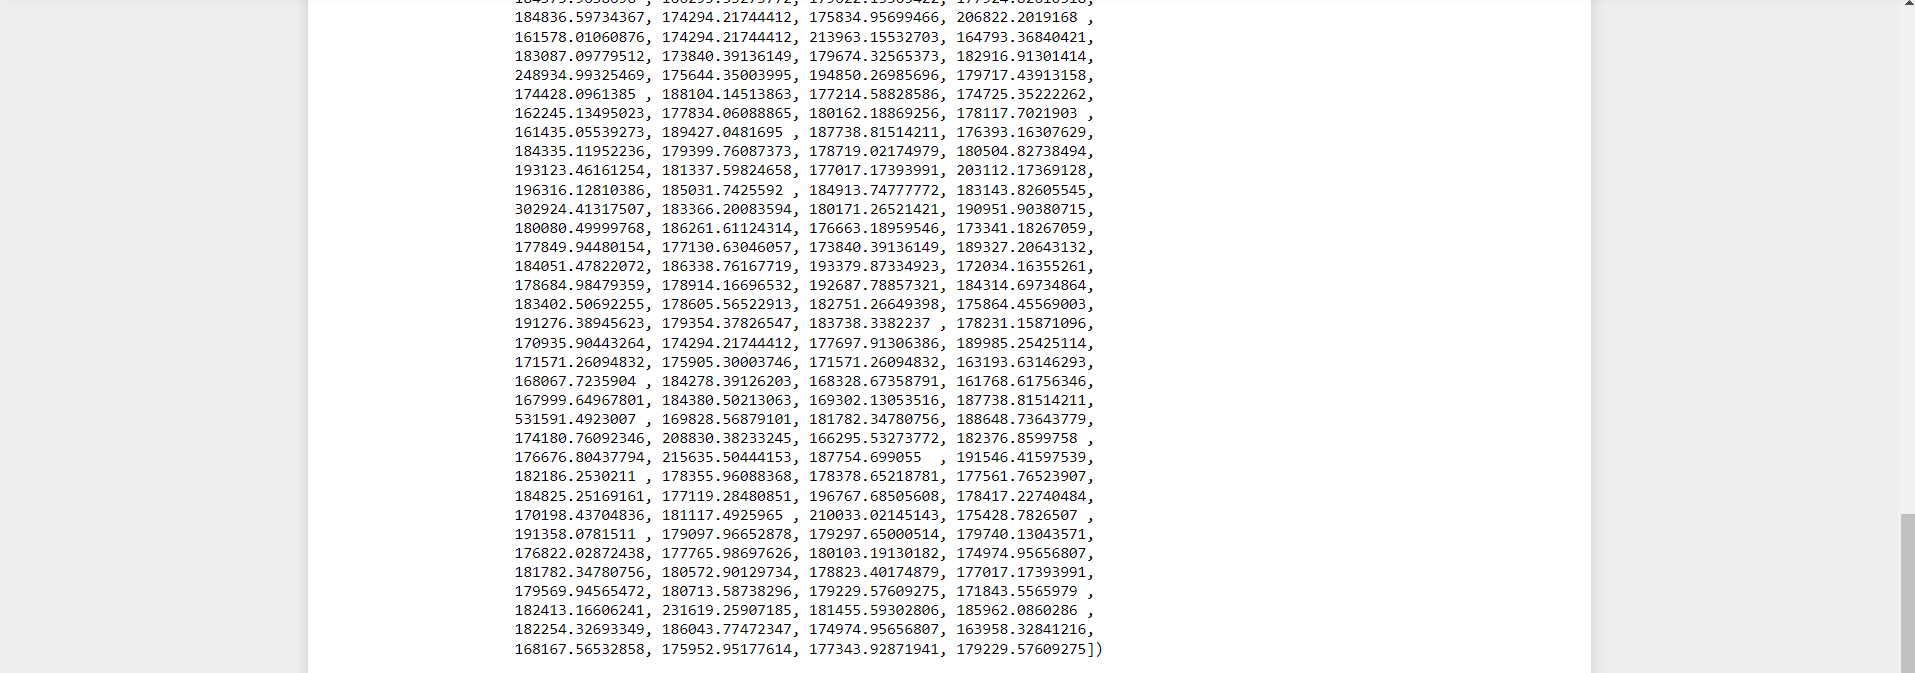 184836.59734367, 174294.21744412, 175834.95699466, 206822.2019168 ,
161578.01060876, 174294.21744412, 213963.15532703, 164793.36840421,
183087.09779512, 173840.39136149, 179674.32565373, 182916.91301414,
248934.99325469, 175644.35003995, 194850.26985696, 179717.43913158,
174428.0961385 , 188104.14513863, 177214.58828586, 174725.35222262,
162245.13495023, 177834.06088865, 180162.18869256, 178117.7021903 ,
161435.05539273, 189427.0481695 , 187738.81514211, 176393.16307629,
184335.11952236, 179399.76087373, 178719.02174979, 180504.82738494,
193123.46161254, 181337.59824658, 177017.17393991, 203112.17369128,
196316.12810386, 185031.7425592 , 184913.74777772, 183143.82605545,
302924.41317507, 183366.20083594, 180171.26521421, 190951.90380715,
180080.49999768, 186261.61124314, 176663.18959546, 173341.18267059,
177849.94480154, 177130.63046057, 173840.39136149, 189327.20643132,
184051.47822072, 186338.76167719, 193379.87334923, 172034.16355261,
178684.98479359, 178914.16696532, 192687.78857321, 184314.69734864,
183402.50692255, 178605.56522913, 182751.26649398, 175864.45569003,
191276.38945623, 179354.37826547, 183738.3382237 , 178231.15871096,
170935.90443264, 174294.21744412, 177697.91306386, 189985.25425114,
171571.26094832, 175905.30003746, 171571.26094832, 163193.63146293,
168067.7235904 , 184278.39126203, 168328.67358791, 161768.61756346,
167999.64967801, 184380.50213063, 169302.13053516, 187738.81514211,
531591.4923007 , 169828.56879101, 181782.34780756, 188648.73643779,
174180.76092346, 208830.38233245, 166295.53273772, 182376.8599758 ,
176676.80437794, 215635.50444153, 187754.699055  , 191546.41597539,
182186.2530211 , 178355.96088368, 178378.65218781, 177561.76523907,
184825.25169161, 177119.28480851, 196767.68505608, 178417.22740484,
170198.43704836, 181117.4925965 , 210033.02145143, 175428.7826507 ,
191358.0781511 , 179097.96652878, 179297.65000514, 179740.13043571,
176822.02872438, 177765.98697626, 180103.19130182, 174974.95656807,
181782.34780756, 180572.90129734, 178823.40174879, 177017.17393991,
179569.94565472, 180713.58738296, 179229.57609275, 171843.5565979 ,
182413.16606241, 231619.25907185, 181455.59302806, 185962.0860286 ,
182254.32693349, 186043.77472347, 174974.95656807, 163958.32841216,
168167.56532858, 175952.95177614, 177343.92871941, 179229.57609275])